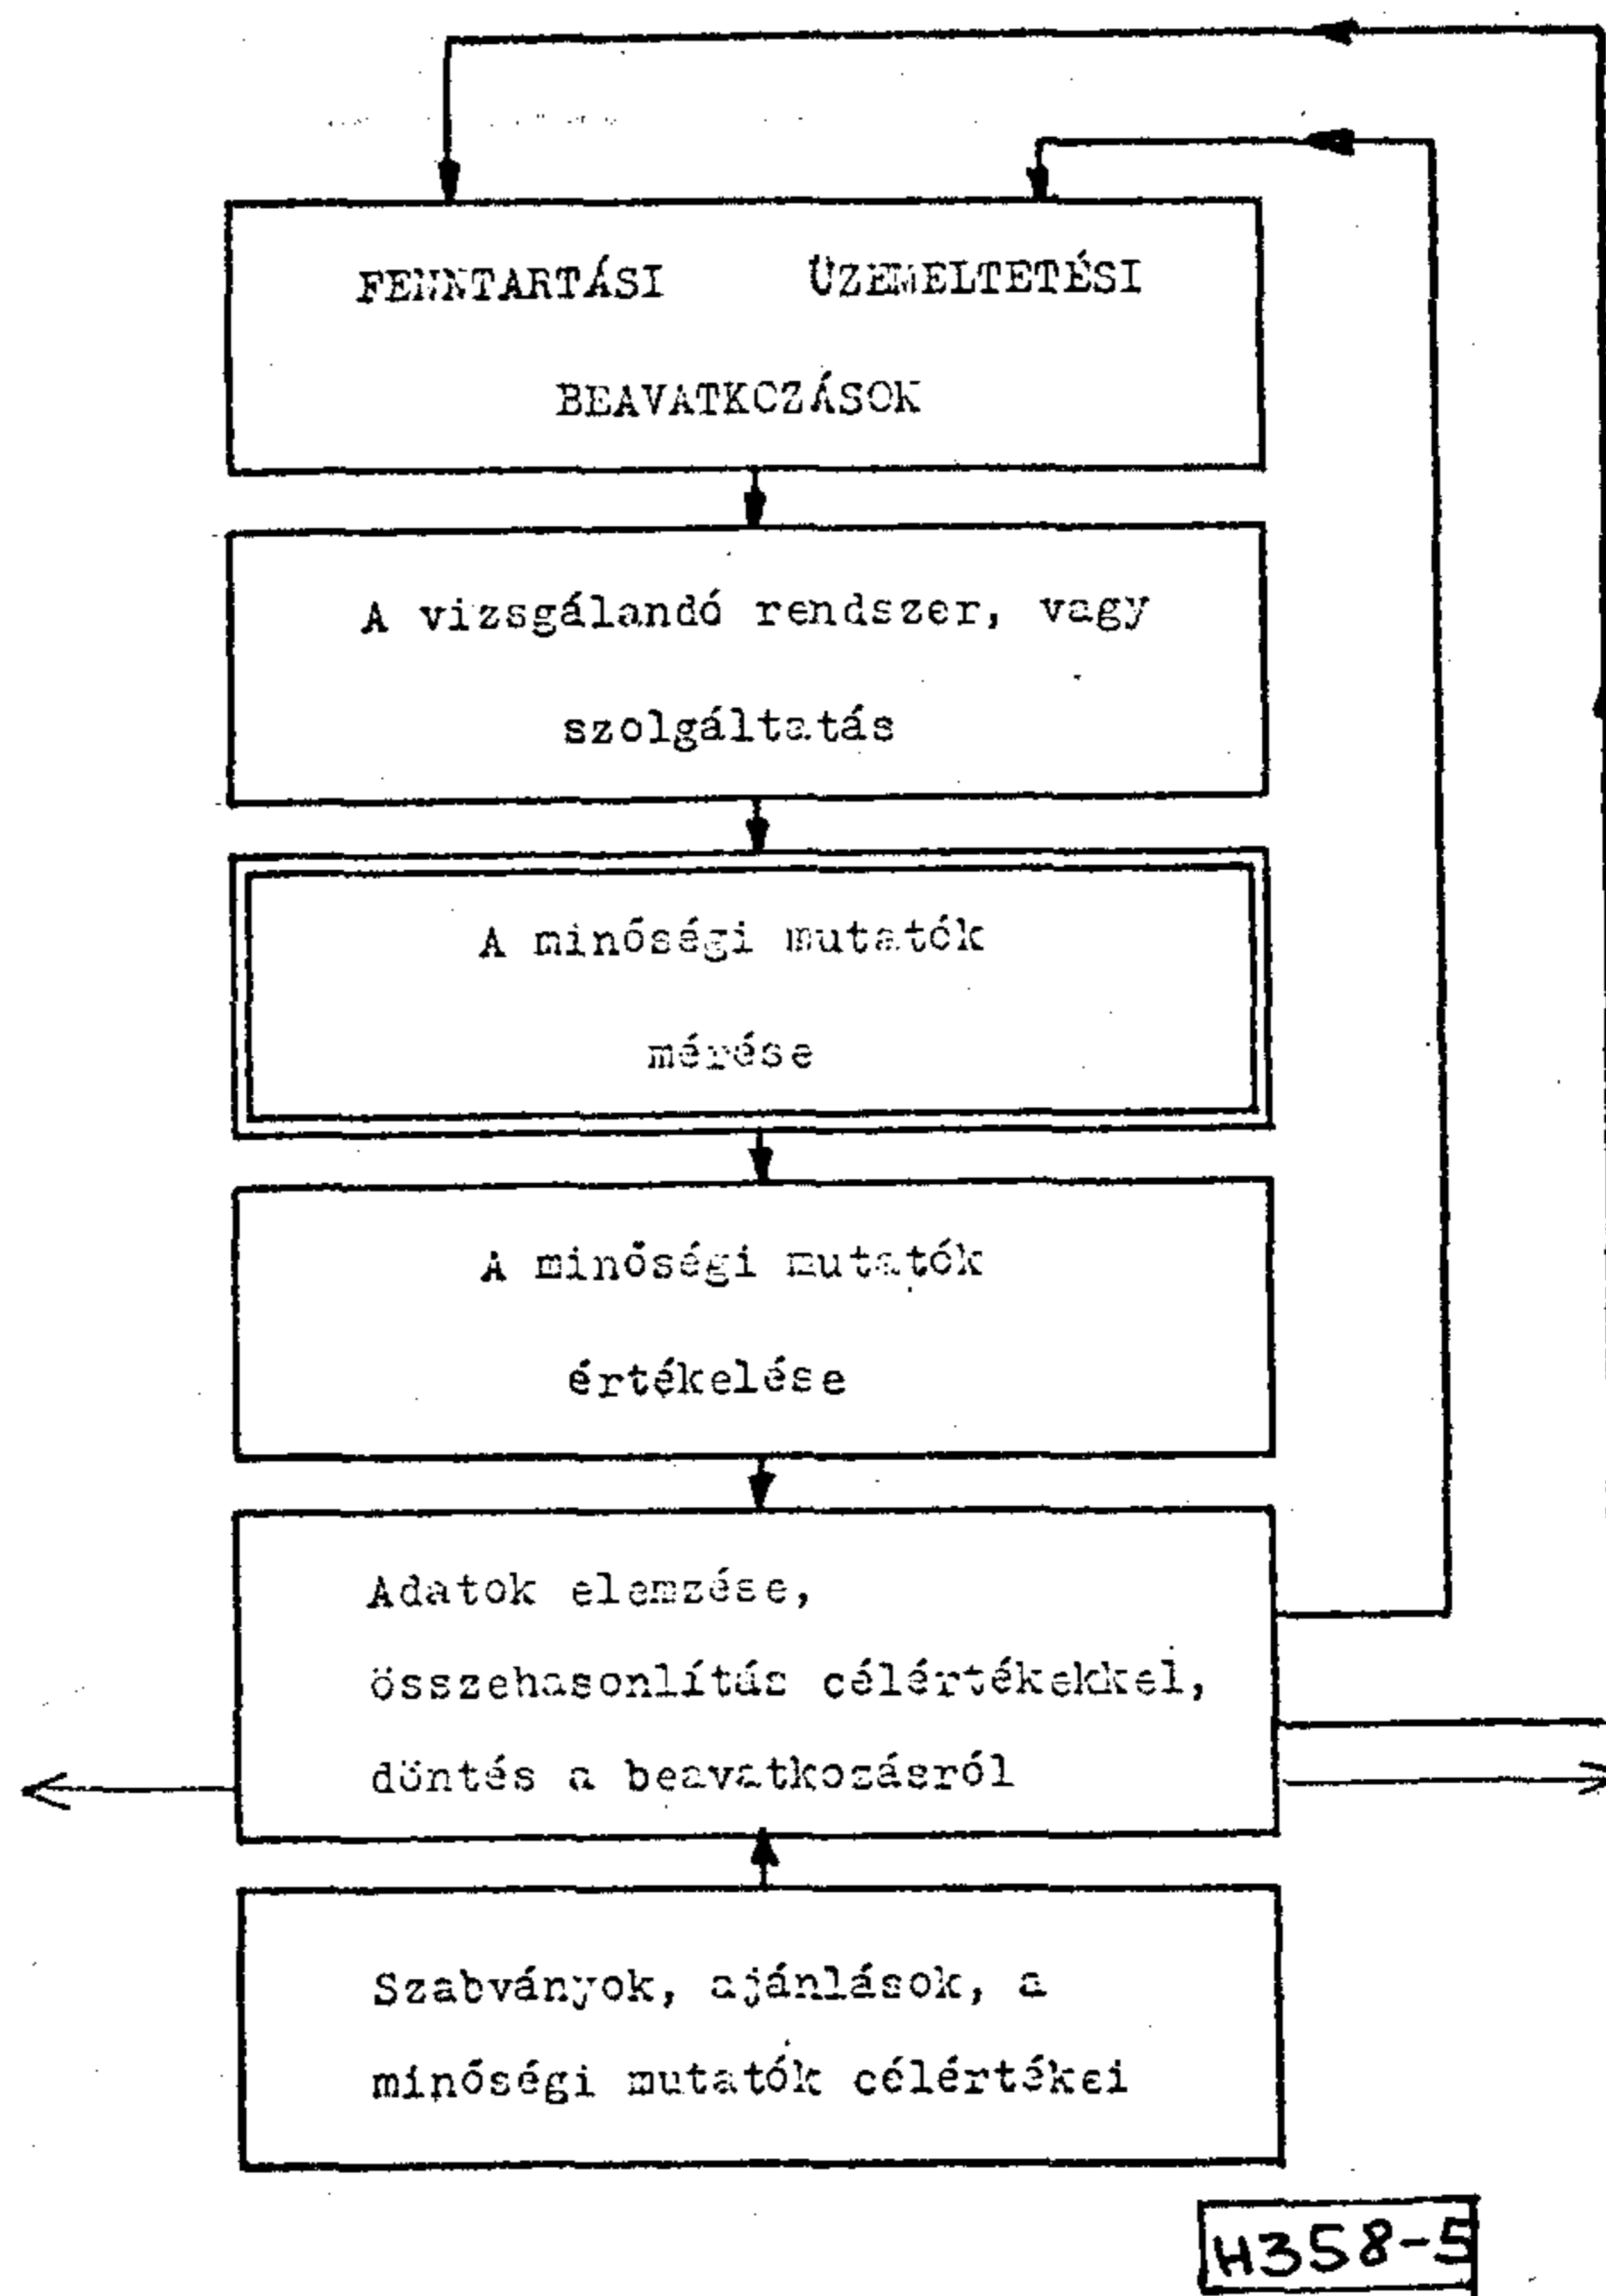 FENNTARTÁSI ÜZEMELTETÉSI
BEAVATKOZÁSOK
A vizsgálandó rendszer, vagy
szolgáltatás
A minőségi mutatók
mérése
A minőségi mutatók
értékelése
Adatok elemzése,
összehasonlítás célértékekkel,
döntés a beavatkozásról
Szabványok, ajánlások, a
minőségi mutatók célértékei
H358-5